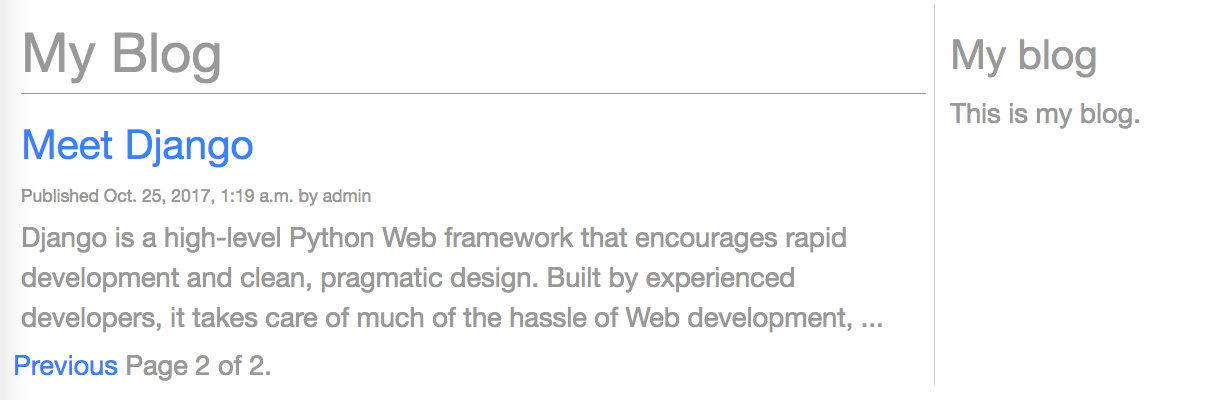 My Blog
Meet Django
Published Oct. 25, 2017, 1:19 a.m. by admin
Django is a high-level Python Web framework that encourages rapid
development and clean, pragmatic design. Built by experienced
developers, it takes care of much of the hassle of Web development, ...
Previous Page 2 of 2.
My blog
This is my blog.